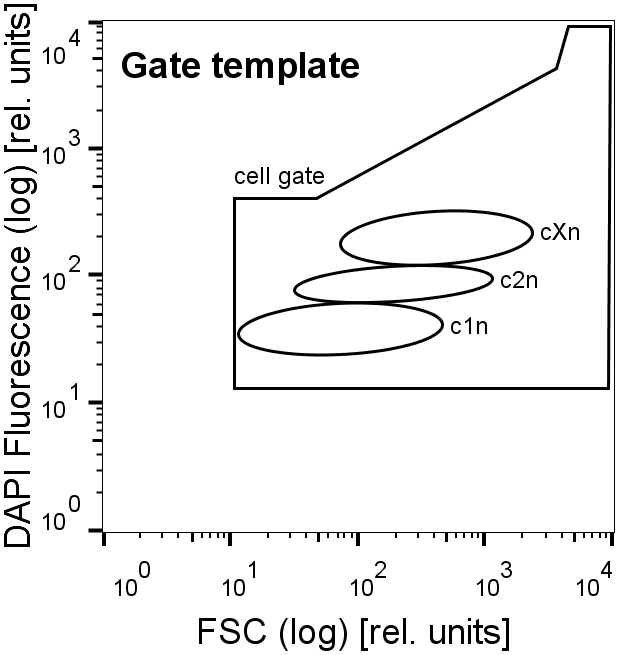 Gate template
cell gate
cXn
c2n
c1n
DAPI Fluorescence (log) [rel. units]
10^4
10^3
10^2
10^1
10^0
10^0 10^1 10^2 10^3 10^4
FSC (log) [rel. units]